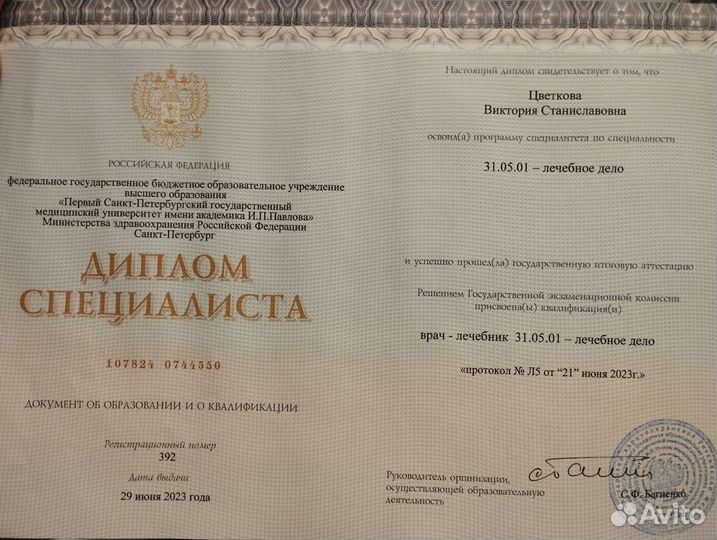 РОССИЙСКАЯ ФЕДЕРАЦИЯ
федеральное государственное бюджетное образовательное учреждение
высшего образования
«Первый Санкт-Петербургский государственный
медицинский университет имени академика И.П.Павлова»
Министерства здравоохранения Российской Федерации
Санкт-Петербург
ДИПЛОМ
СПЕЦИАЛИСТА
107824 0744550
ДОКУМЕНТ ОБ ОБРАЗОВАНИИ И О КВАЛИФИКАЦИИ
Регистрационный номер
392
Дата выдачи
29 июня 2023 года
Настоящий диплом свидетельствует о том, что
Цветкова
Виктория Станиславовна
освоил(а) программу специалитета по специальности
31.05.01 – лечебное дело
и успешно прошел(ла) государственную итоговую аттестацию
Решением Государственной экзаменационной комиссии
присвоена(ы) квалификация(и)
врач - лечебник 31.05.01 – лечебное дело
«протокол № Л5 от “21” июня 2023г.»
Руководитель организации,
осуществляющей образовательную
деятельность
С.Ф. Багненко
Avito